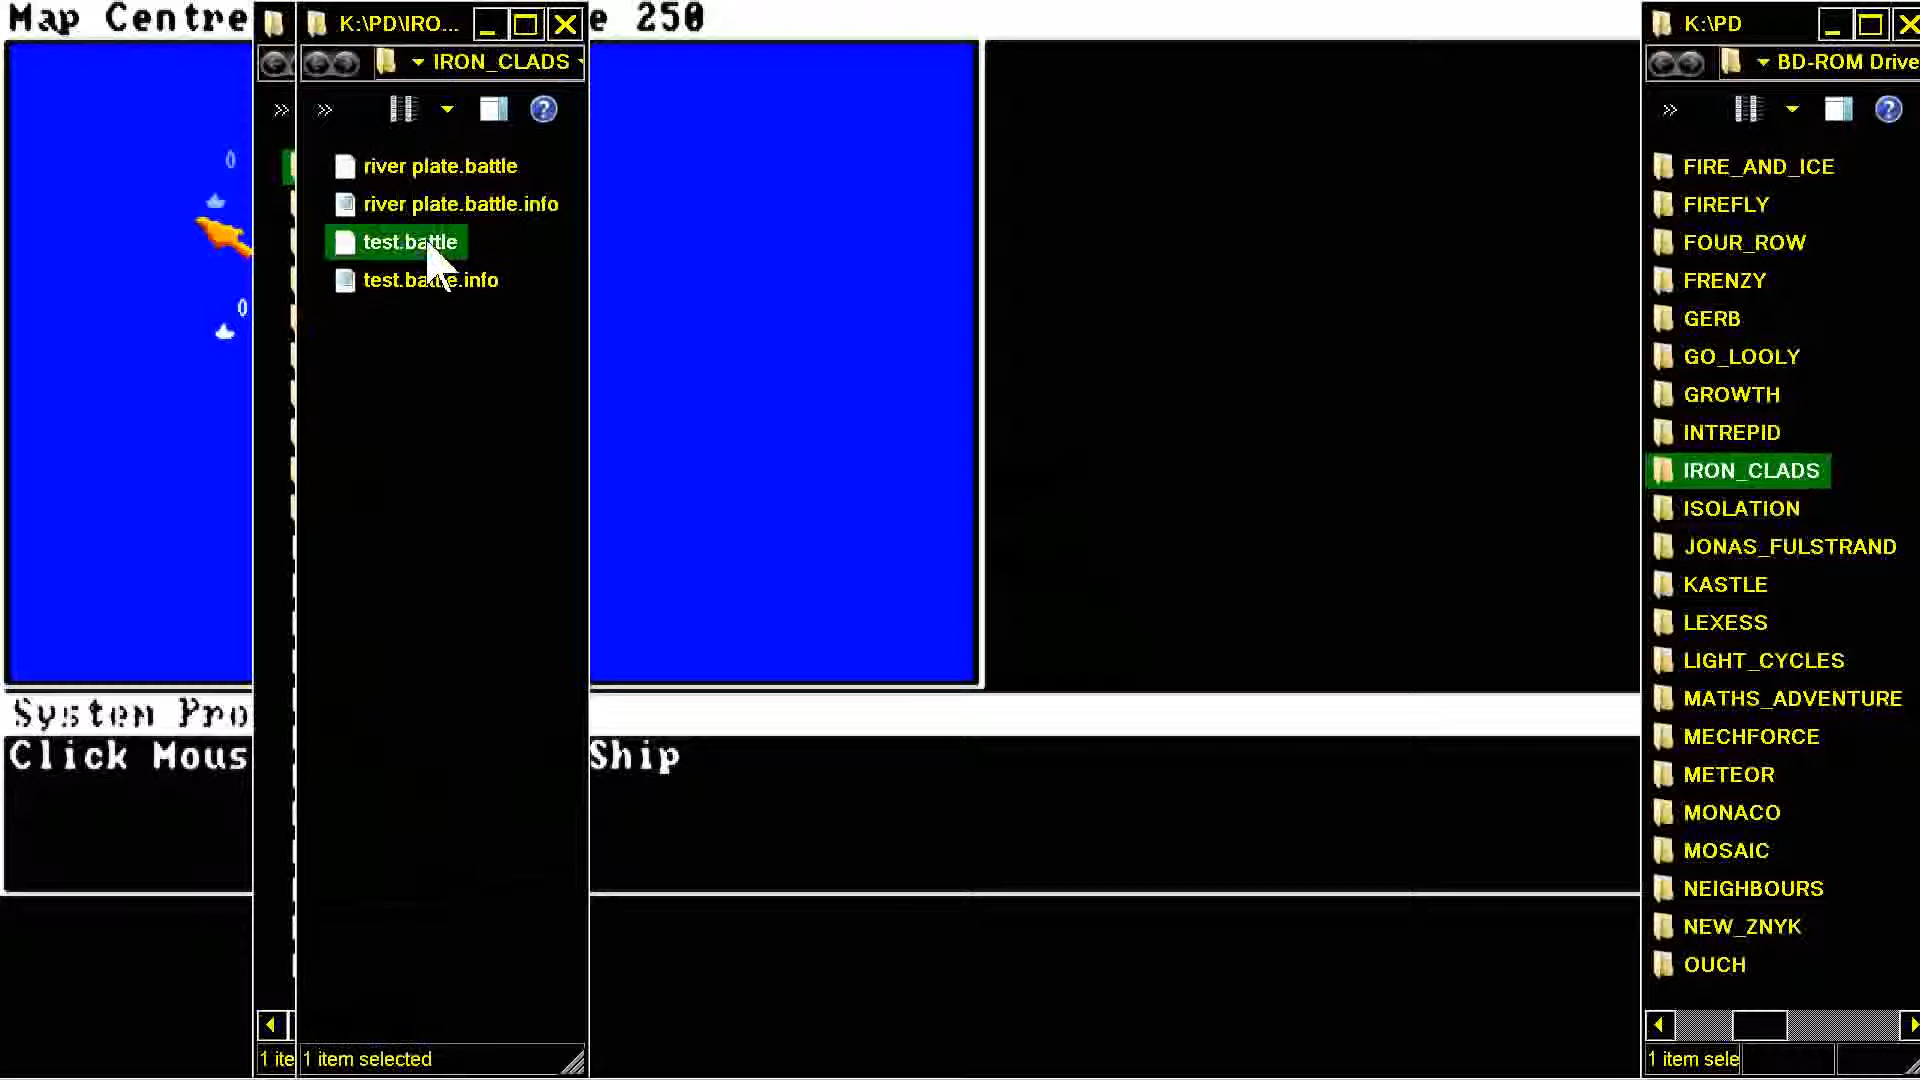 Map Centre
e 250
K:\PD\IRO...
IRON_CLADS
river plate.battle
river plate.battle.info
test.battle
test.battle.info
0
0
System Pro
Click Mous
Ship
1 ite
1 item selected
K:\PD
BD-ROM Drive
FIRE_AND_ICE
FIREFLY
FOUR_ROW
FRENZY
GERB
GO_LOOLY
GROWTH
INTREPID
IRON_CLADS
ISOLATION
JONAS_FULSTRAND
KASTLE
LEXESS
LIGHT_CYCLES
MATHS_ADVENTURE
MECHFORCE
METEOR
MONACO
MOSAIC
NEIGHBOURS
NEW_ZNYK
OUCH
1 item sele